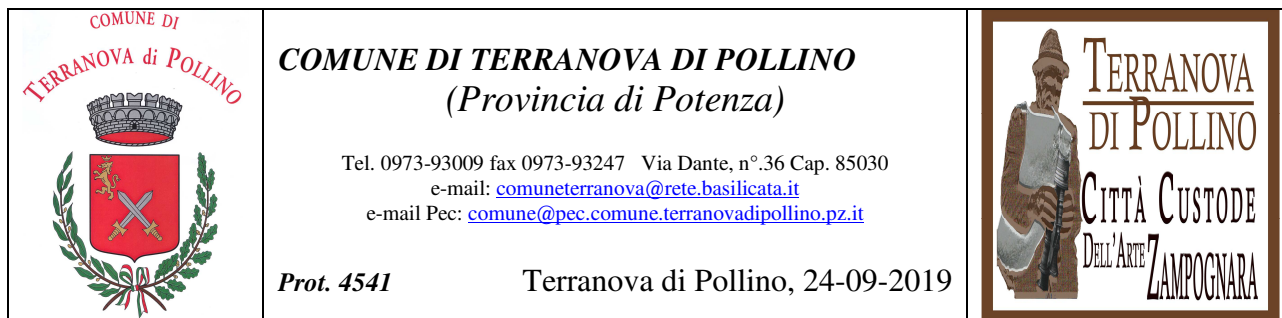 COMUNE DI
TERRANOVA di POLLINO
COMUNE DI TERRANOVA DI POLLINO
(Provincia di Potenza)
Tel. 0973-93009 fax 0973-93247 Via Dante, n°.36 Cap. 85030
e-mail: comuneterranova@rete.basilicata.it
e-mail Pec: comune@pec.comune.terranovadipollino.pz.it
Prot. 4541 Terranova di Pollino, 24-09-2019
TERRANOVA
DI POLLINO
CITTÀ CUSTODE
DELL'ARTE ZAMPOGNARA